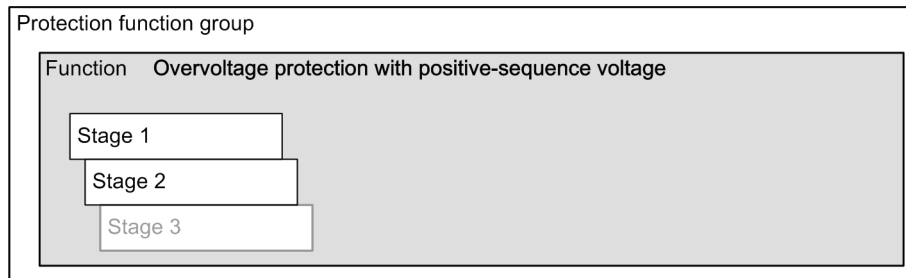 Protection function group
Function Overvoltage protection with positive-sequence voltage
Stage 1
Stage 2
Stage 3